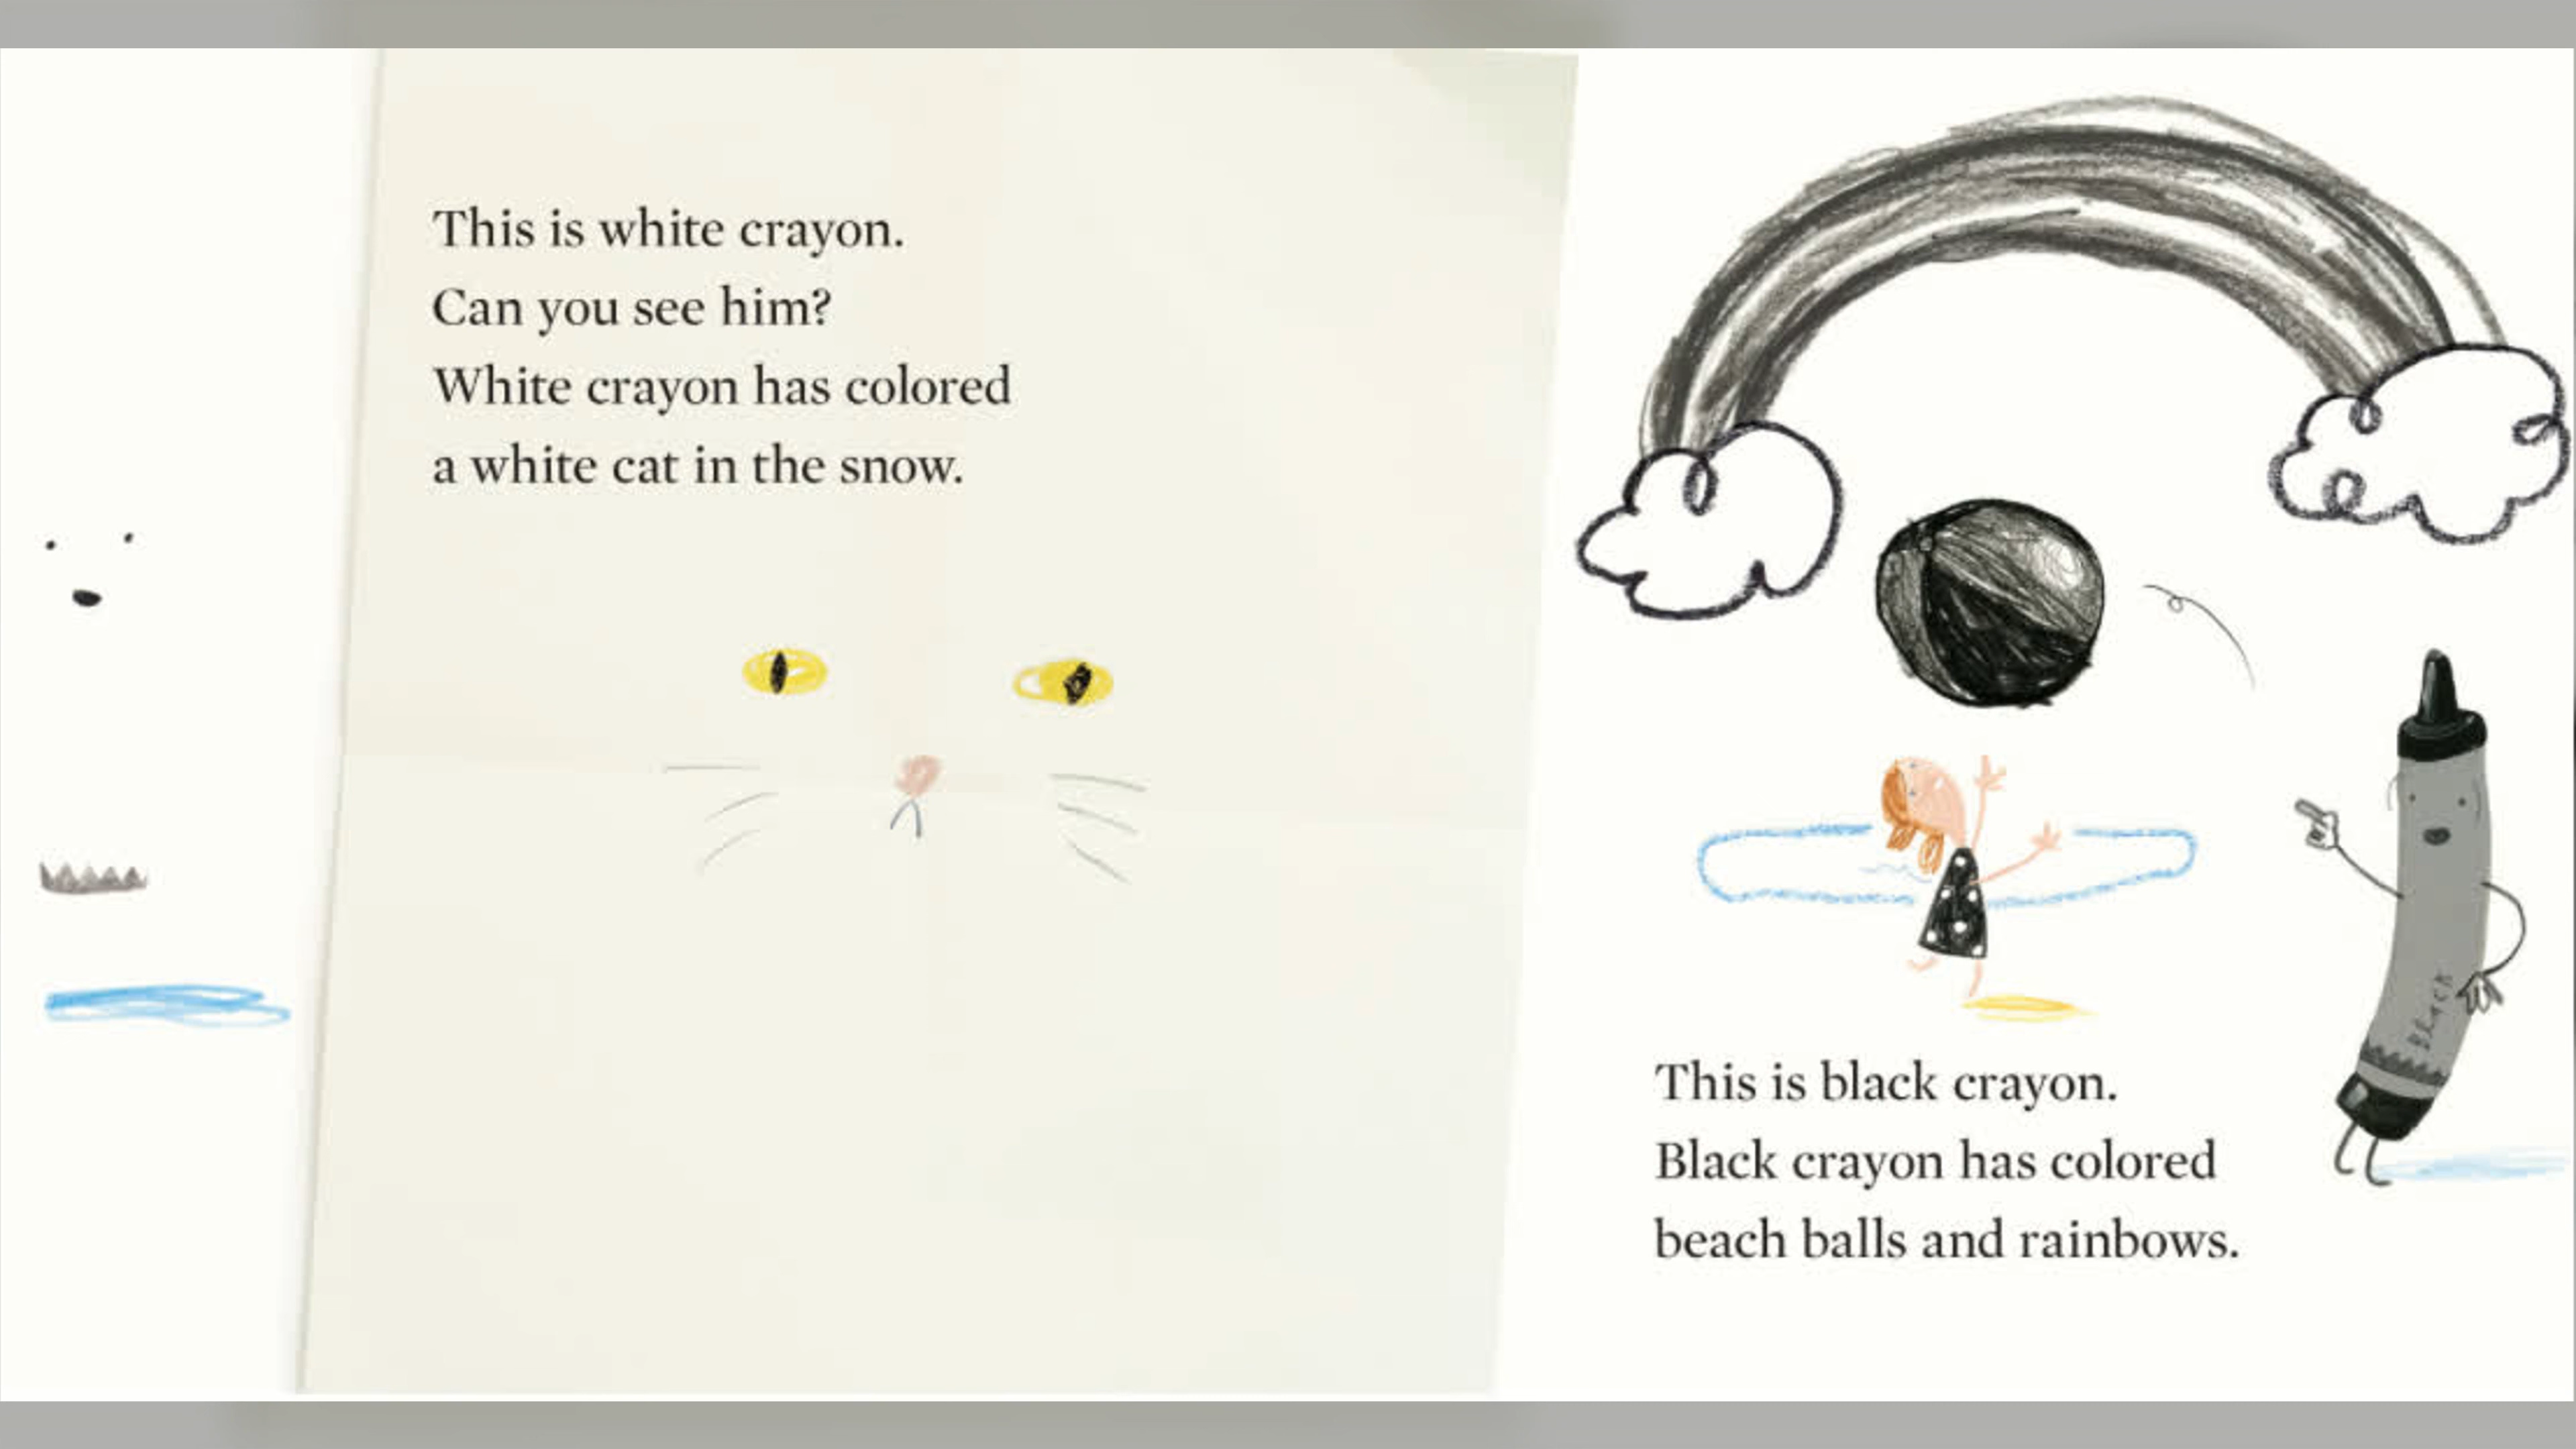 This is white crayon.
Can you see him?
White crayon has colored
a white cat in the snow.
This is black crayon.
Black crayon has colored
beach balls and rainbows.
BLACK